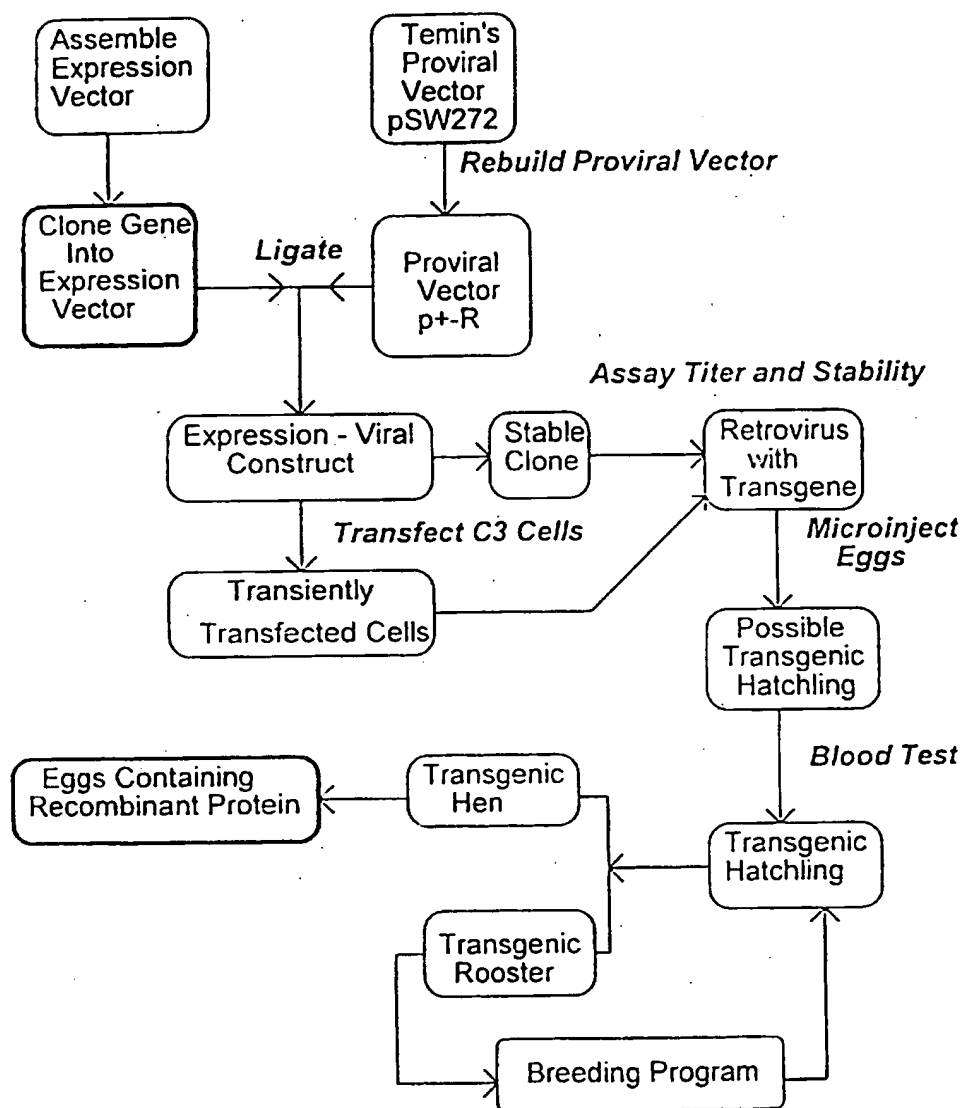 Assemble
Expression
Vector
Temin's
Proviral
Vector
pSW272
Rebuild Proviral Vector
Clone Gene
Into
Expression
Vector
Ligate
Proviral
Vector
p+-R
Assay Titer and Stability
Expression - Viral
Construct
Stable
Clone
Retrovirus
with
Transgene
Transfect C3 Cells
Microinject
Eggs
Transiently
Transfected Cells
Possible
Transgenic
Hatchling
Blood Test
Eggs Containing
Recombinant Protein
Transgenic
Hen
Transgenic
Hatchling
Transgenic
Rooster
Breeding Program